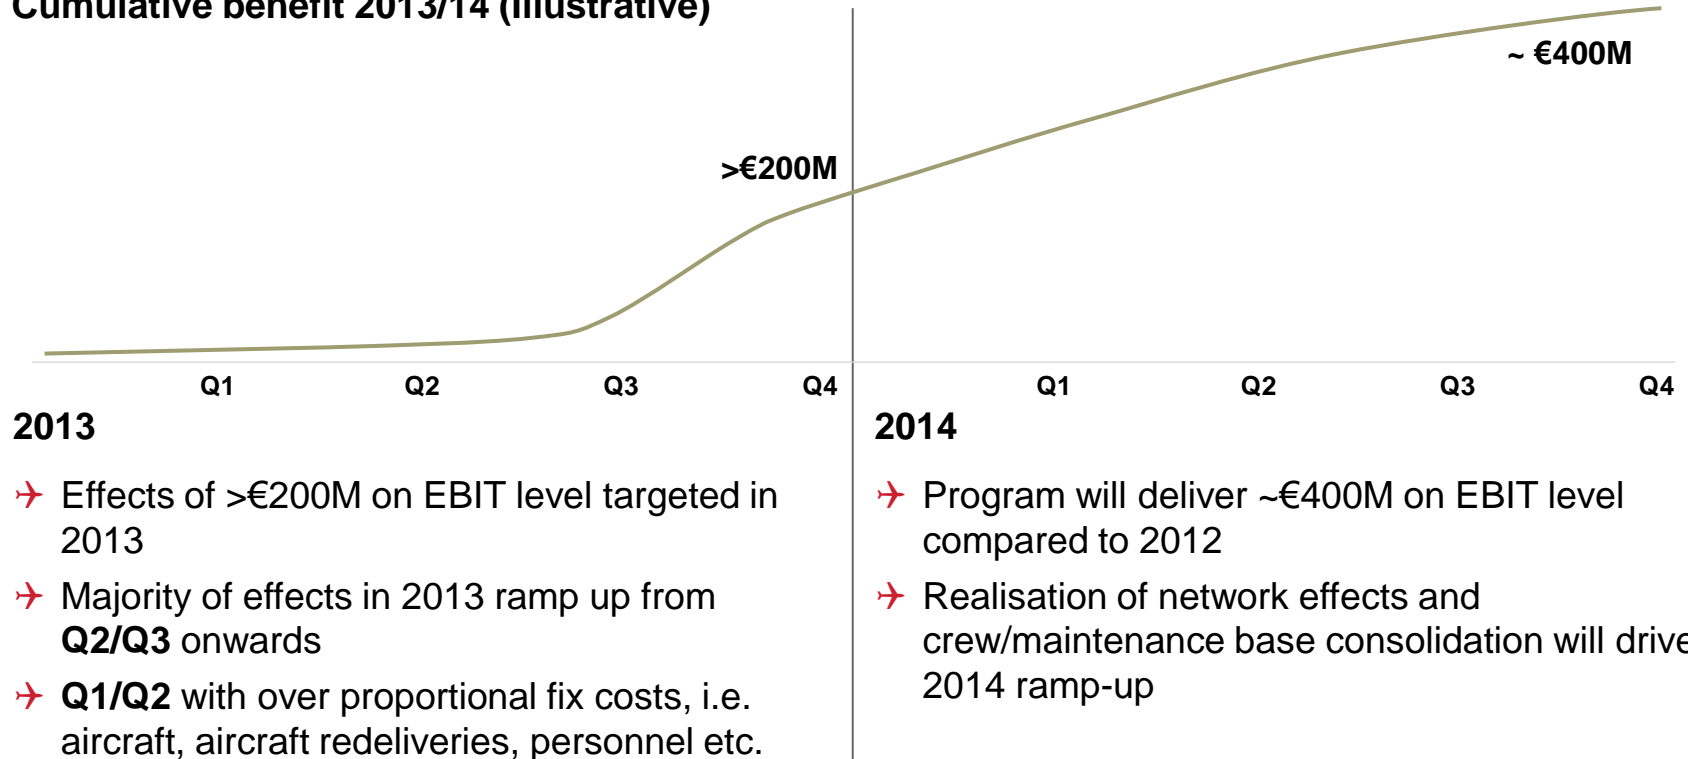 Cumulative benefit 2013/14 (Illustrative)
~ €400M
>€200M
Q1 Q2 Q3 Q4 Q1 Q2 Q3 Q4
2013
Effects of >€200M on EBIT level targeted in
2013
Majority of effects in 2013 ramp up from
Q2/Q3 onwards
Q1/Q2 with over proportional fix costs, i.e.
aircraft, aircraft redeliveries, personnel etc.
2014
Program will deliver ~€400M on EBIT level
compared to 2012
Realisation of network effects and
crew/maintenance base consolidation will drive
2014 ramp-up